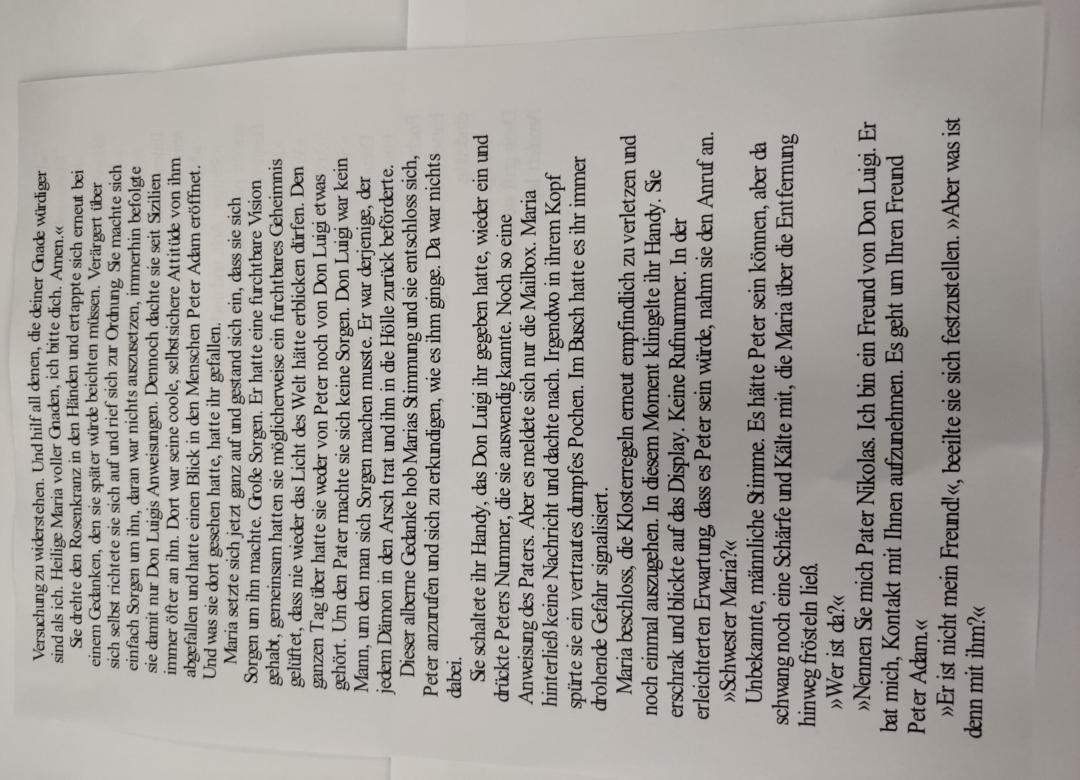 Versuchung zu widerstehen. Und hilf all denen, die deiner Gnade würdiger
sind als ich. Heilige Maria voller Gnaden, ich bitte dich. Amen.«
Sie drehte den Rosenkranz in den Händen und ertappte sich erneut bei
einem Gedanken, den sie später würde beichten müssen. Verärgert über
sich selbst richtete sie sich auf und rief sich zur Ordnung. Sie machte sich
einfach Sorgen um ihn, daran war nichts auszusetzen, immerhin befolgte
sie damit nur Don Luigis Anweisungen. Dennoch dachte sie seit Sizilien
immer öfter an ihn. Dort war seine coole, selbstsichere Attitüde von ihm
abgefallen und hatte einen Blick in den Menschen Peter Adam eröffnet.
Und was sie dort gesehen hatte, hatte ihr gefallen.
Maria setzte sich jetzt ganz auf und gestand sich ein, dass sie sich
Sorgen um ihn machte. Große Sorgen. Er hatte eine furchtbare Vision
gehabt, gemeinsam hatten sie möglicherweise ein furchtbares Geheimnis
gelüftet, dass nie wieder das Licht des Welt hätte erblicken dürfen. Den
ganzen Tag über hatte sie weder von Peter noch von Don Luigi etwas
gehört. Um den Pater machte sie sich keine Sorgen. Don Luigi war kein
Mann, um den man sich Sorgen machen musste. Er war derjenige, der
jedem Dämon in den Arsch trat und ihn in die Hölle zurück beförderte.
Dieser alberne Gedanke hob Marias Stimmung und sie entschloss sich,
Peter anzurufen und sich zu erkundigen, wie es ihm ginge. Da war nichts
dabei.
Sie schaltete ihr Handy, das Don Luigi ihr gegeben hatte, wieder ein und
drückte Peters Nummer, die sie auswendig kannte. Noch so eine
Anweisung des Paters. Aber es meldete sich nur die Mailbox. Maria
hinterließ keine Nachricht und dachte nach. Irgendwo in ihrem Kopf
spürte sie ein vertrautes dumpfes Pochen. Im Busch hatte es ihr immer
drohende Gefahr signalisiert.
Maria beschloss, die Klosterregeln erneut empfindlich zu verletzen und
noch einmal auszugehen. In diesem Moment klingelte ihr Handy. Sie
erschrak und blickte auf das Display. Keine Rufnummer. In der
erleichterten Erwartung, dass es Peter sein würde, nahm sie den Anruf an.
»Schwester Maria?«
Unbekannte, männliche Stimme. Es hätte Peter sein können, aber da
schwang noch eine Schärfe und Kälte mit, die Maria über die Entfernung
hinweg frösteln ließ.
»Wer ist da?«
»Nennen Sie mich Pater Nikolas. Ich bin ein Freund von Don Luigi. Er
bat mich, Kontakt mit Ihnen aufzunehmen. Es geht um Ihren Freund
Peter Adam.«
»Er ist nicht mein Freund!«, beeilte sie sich festzustellen. »Aber was ist
denn mit ihm?«